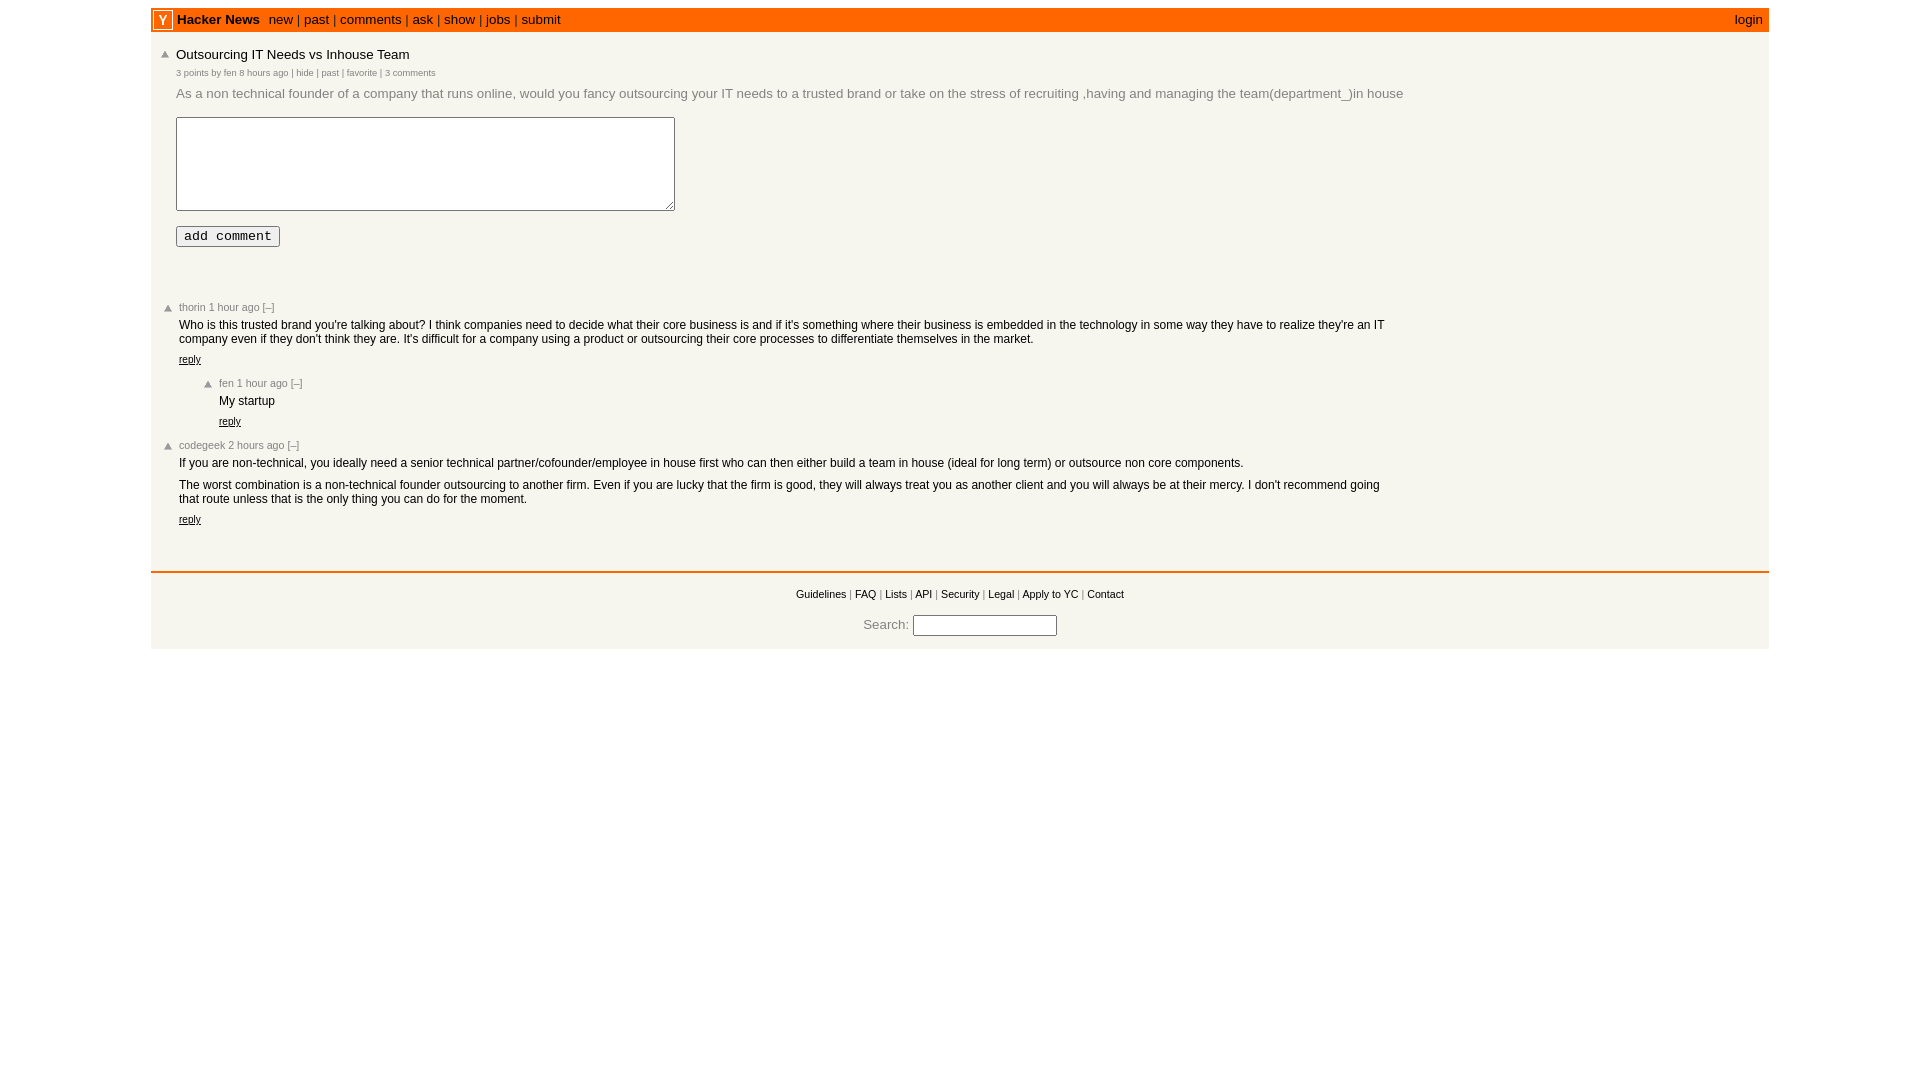 Y Hacker News new | past | comments | ask | show | jobs | submit login
Outsourcing IT Needs vs Inhouse Team
3 points by fen 8 hours ago | hide | past | favorite | 3 comments
As a non technical founder of a company that runs online, would you fancy outsourcing your IT needs to a trusted brand or take on the stress of recruiting ,having and managing the team(department_)in house
add comment
thorin 1 hour ago [–]
Who is this trusted brand you're talking about? I think companies need to decide what their core business is and if it's something where their business is embedded in the technology in some way they have to realize they're an IT
company even if they don't think they are. It's difficult for a company using a product or outsourcing their core processes to differentiate themselves in the market.
reply
fen 1 hour ago [–]
My startup
reply
codegeek 2 hours ago [–]
If you are non-technical, you ideally need a senior technical partner/cofounder/employee in house first who can then either build a team in house (ideal for long term) or outsource non core components.
The worst combination is a non-technical founder outsourcing to another firm. Even if you are lucky that the firm is good, they will always treat you as another client and you will always be at their mercy. I don't recommend going
that route unless that is the only thing you can do for the moment.
reply
Guidelines | FAQ | Lists | API | Security | Legal | Apply to YC | Contact
Search: